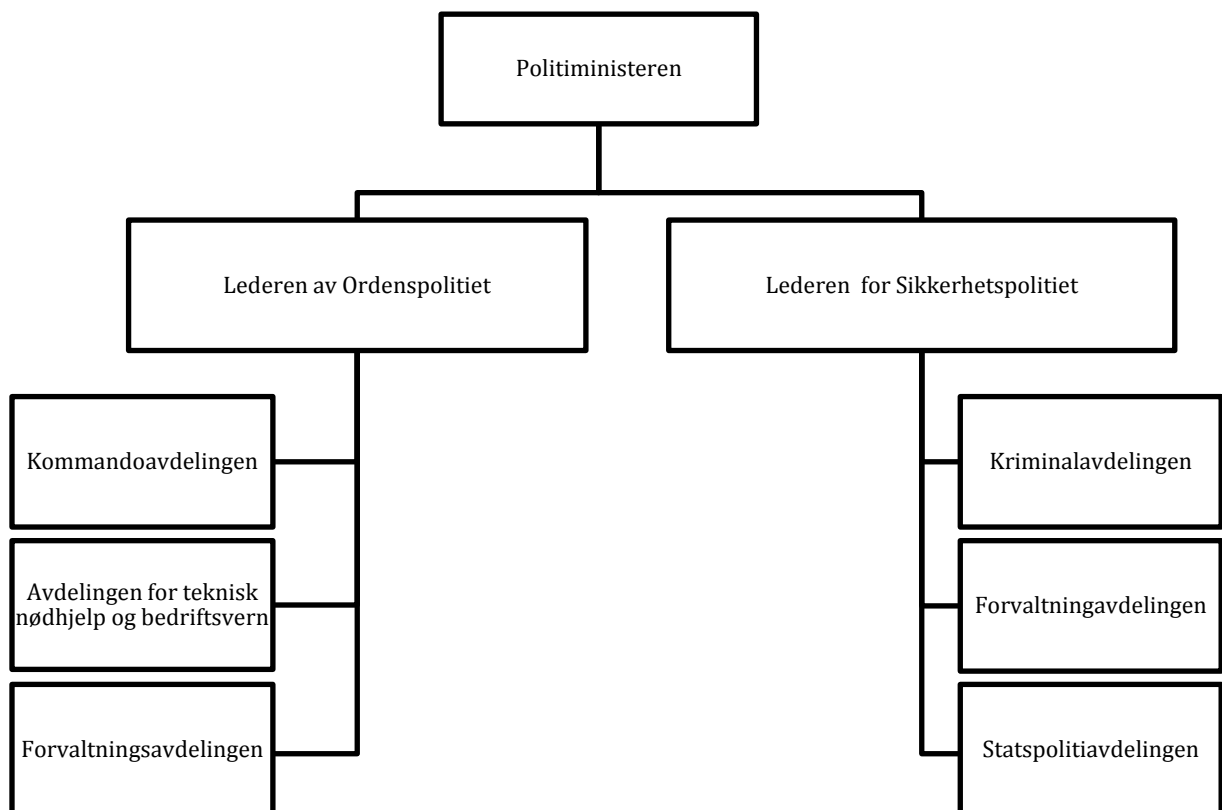 Politiministeren
Lederen av Ordenspolitiet
Lederen for Sikkerhetspolitiet
Kommandoavdelingen
Avdelingen for teknisk
nødhjelp og bedriftsvern
Forvaltningsavdelingen
Kriminalavdelingen
Forvaltningavdelingen
Statspolitiavdelingen